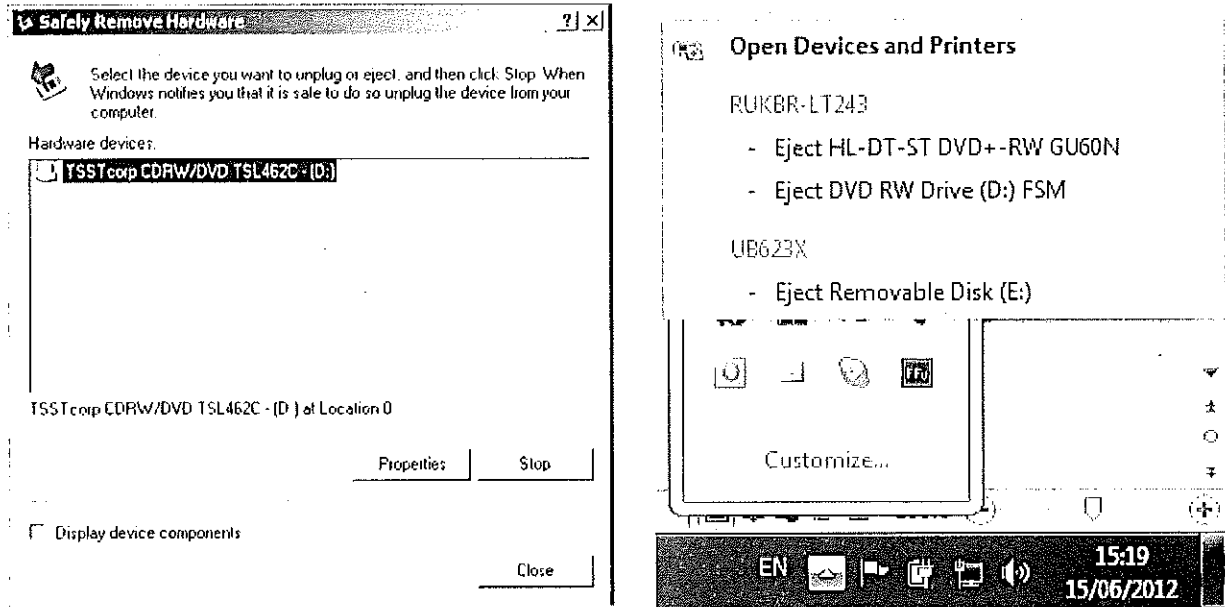 Safely Remove Hardware
Select the device you want to unplug or eject, and then click Stop. When
Windows notifies you that it is safe to do so unplug the device from your
computer.
Hardware devices:
TSSTcorp CDRW/DVD TSL462C - (D:)
TSSTcorp CDRW/DVD TSL462C - (D:) at Location 0
Properties
Stop
Display device components
Close
Open Devices and Printers
RUKBR-LT243
- Eject HL-DT-ST DVD+-RW GU60N
- Eject DVD RW Drive (D:) FSM
UB623X
- Eject Removable Disk (E:)
Customize...
EN
15:19
15/06/2012